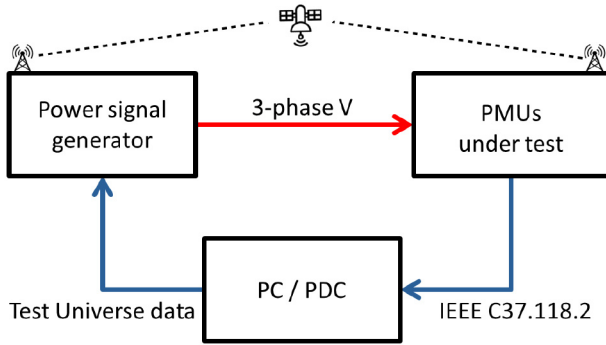 Power signal
generator
3-phase V
PMUs
under test
PC / PDC
Test Universe data
IEEE C37.118.2